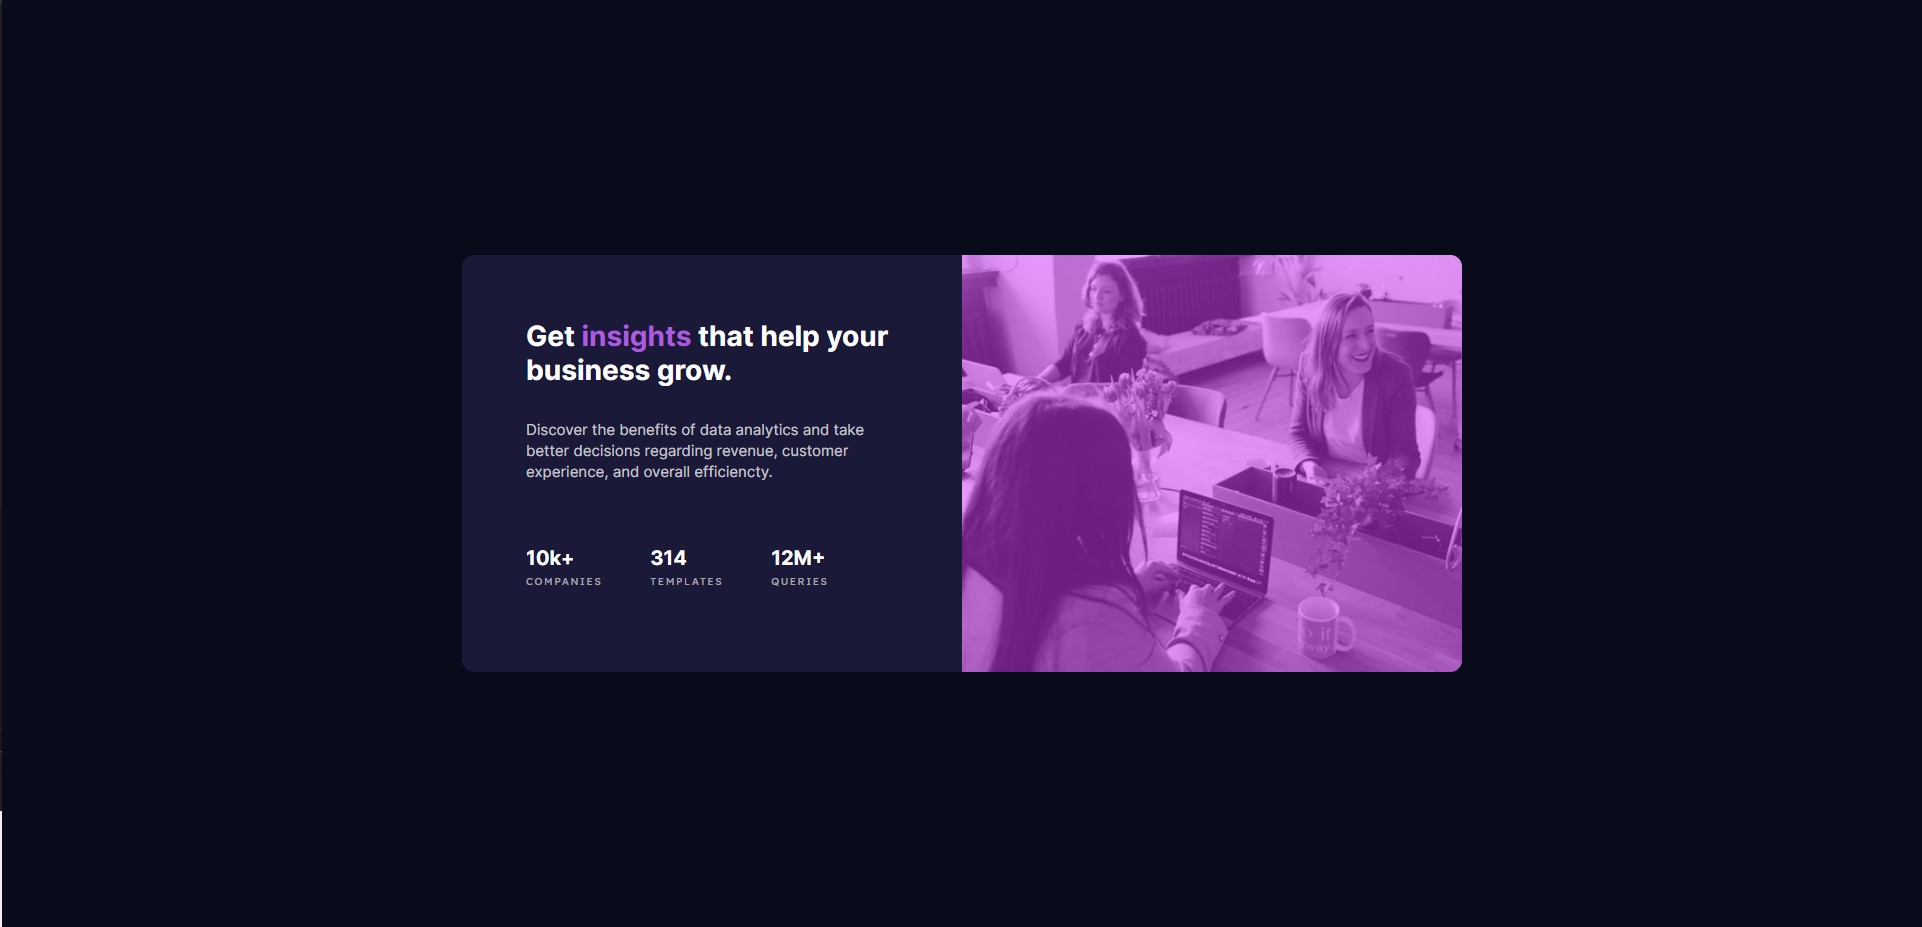 Get insights that help your
business grow.
Discover the benefits of data analytics and take
better decisions regarding revenue, customer
experience, and overall efficiencty.
10k+ 314 12M+
COMPANIES TEMPLATES QUERIES